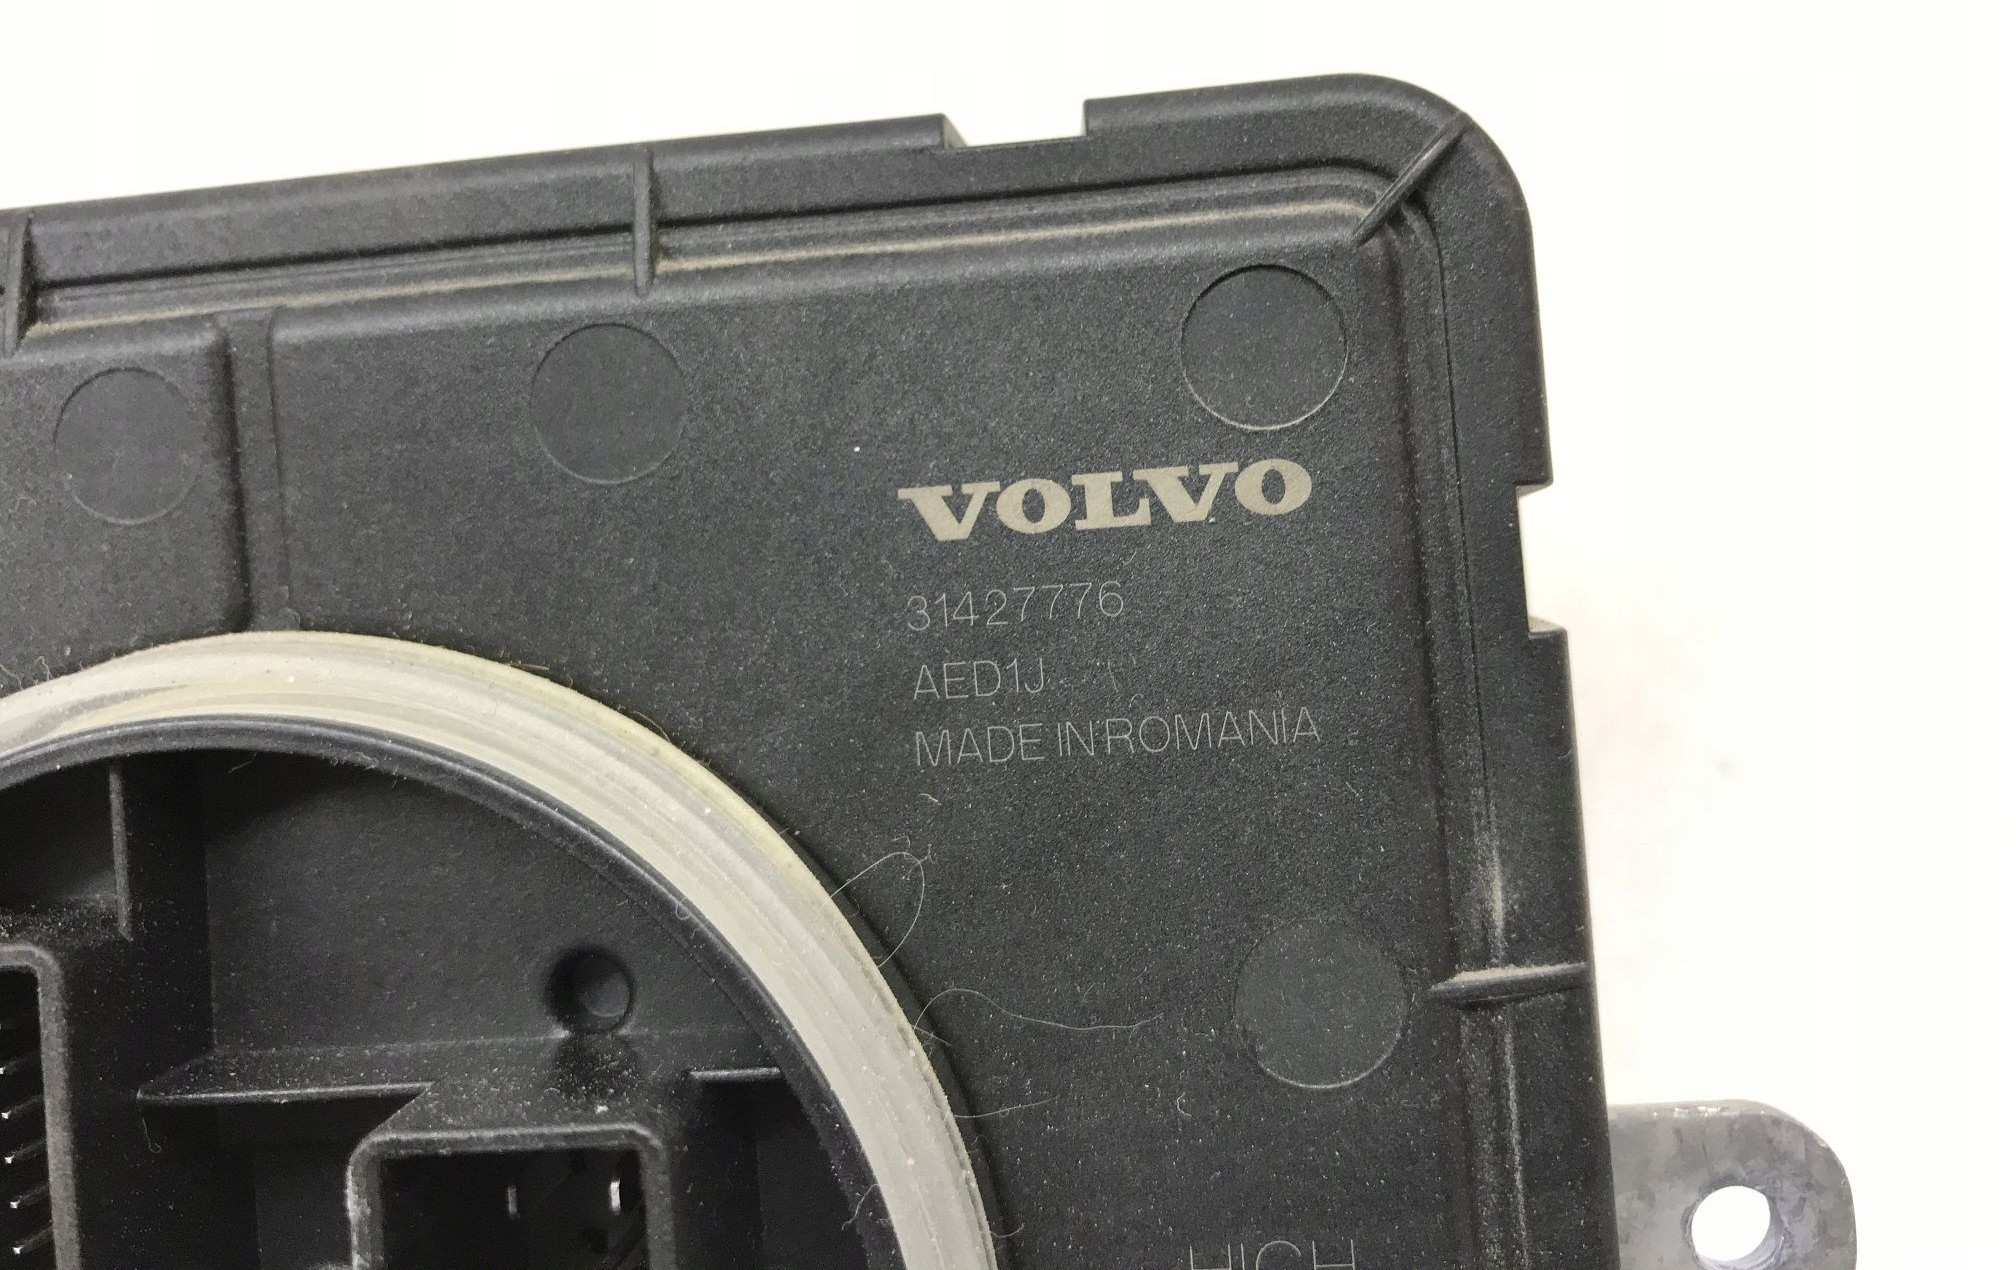 VOLVO
31427776
AED1J
MADE IN ROMANIA
HIGH